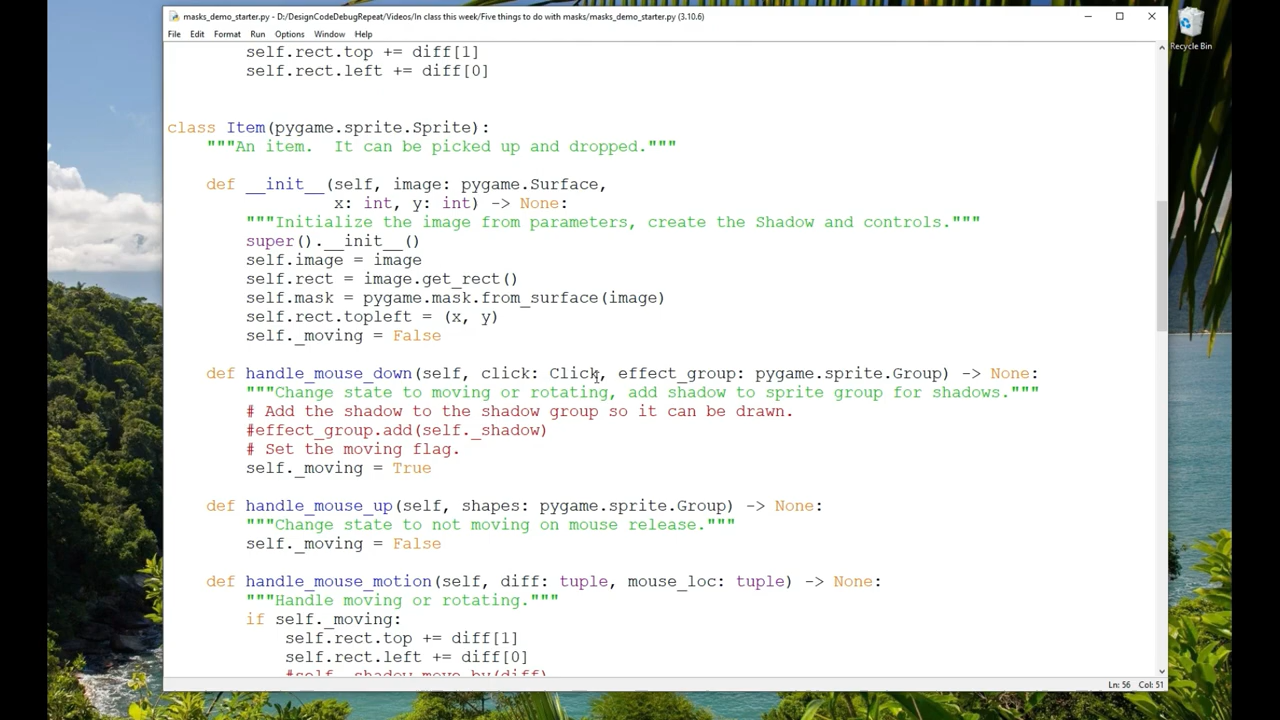 masks_demo_starter.py - D:/DesignCodeDebugRepeat/Videos/In class this week/Five things to do with masks/masks_demo_starter.py (3.10.6)
File Edit Format Run Options Window Help
Recycle Bin
self.rect.top += diff[1]
self.rect.left += diff[0]
class Item(pygame.sprite.Sprite):
"""An item.  It can be picked up and dropped."""
def __init__(self, image: pygame.Surface,
x: int, y: int) -> None:
"""Initialize the image from parameters, create the Shadow and controls."""
super().__init__()
self.image = image
self.rect = image.get_rect()
self.mask = pygame.mask.from_surface(image)
self.rect.topleft = (x, y)
self._moving = False
def handle_mouse_down(self, click: Click, effect_group: pygame.sprite.Group) -> None:
"""Change state to moving or rotating, add shadow to sprite group for shadows."""
# Add the shadow to the shadow group so it can be drawn.
#effect_group.add(self._shadow)
# Set the moving flag.
self._moving = True
def handle_mouse_up(self, shapes: pygame.sprite.Group) -> None:
"""Change state to not moving on mouse release."""
self._moving = False
def handle_mouse_motion(self, diff: tuple, mouse_loc: tuple) -> None:
"""Handle moving or rotating."""
if self._moving:
self.rect.top += diff[1]
self.rect.left += diff[0]
#self._shadow.move_by(diff)
Ln: 56 Col: 51